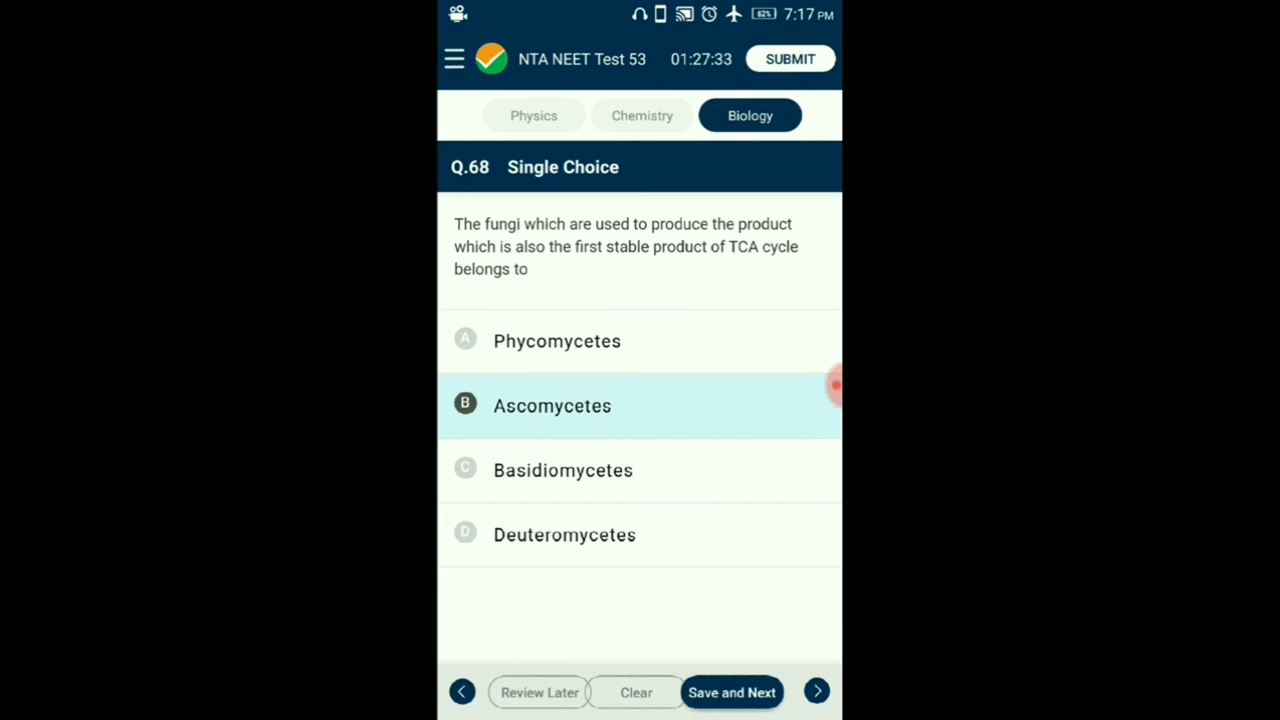 62% 7:17 PM
NTA NEET Test 53 01:27:33 SUBMIT
Physics Chemistry Biology
Q.68 Single Choice
The fungi which are used to produce the product
which is also the first stable product of TCA cycle
belongs to
A Phycomycetes
B Ascomycetes
C Basidiomycetes
D Deuteromycetes
Review Later Clear Save and Next